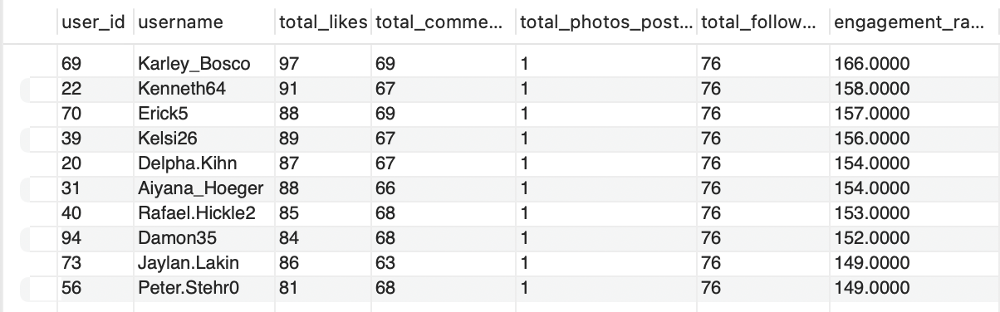 user_id username total_likes total_comme... total_photos_post... total_follow... engagement_ra...
69 Karley_Bosco 97 69 1 76 166.0000
22 Kenneth64 91 67 1 76 158.0000
70 Erick5 88 69 1 76 157.0000
39 Kelsi26 89 67 1 76 156.0000
20 Delpha.Kihn 87 67 1 76 154.0000
31 Aiyana_Hoeger 88 66 1 76 154.0000
40 Rafael.Hickle2 85 68 1 76 153.0000
94 Damon35 84 68 1 76 152.0000
73 Jaylan.Lakin 86 63 1 76 149.0000
56 Peter.Stehr0 81 68 1 76 149.0000